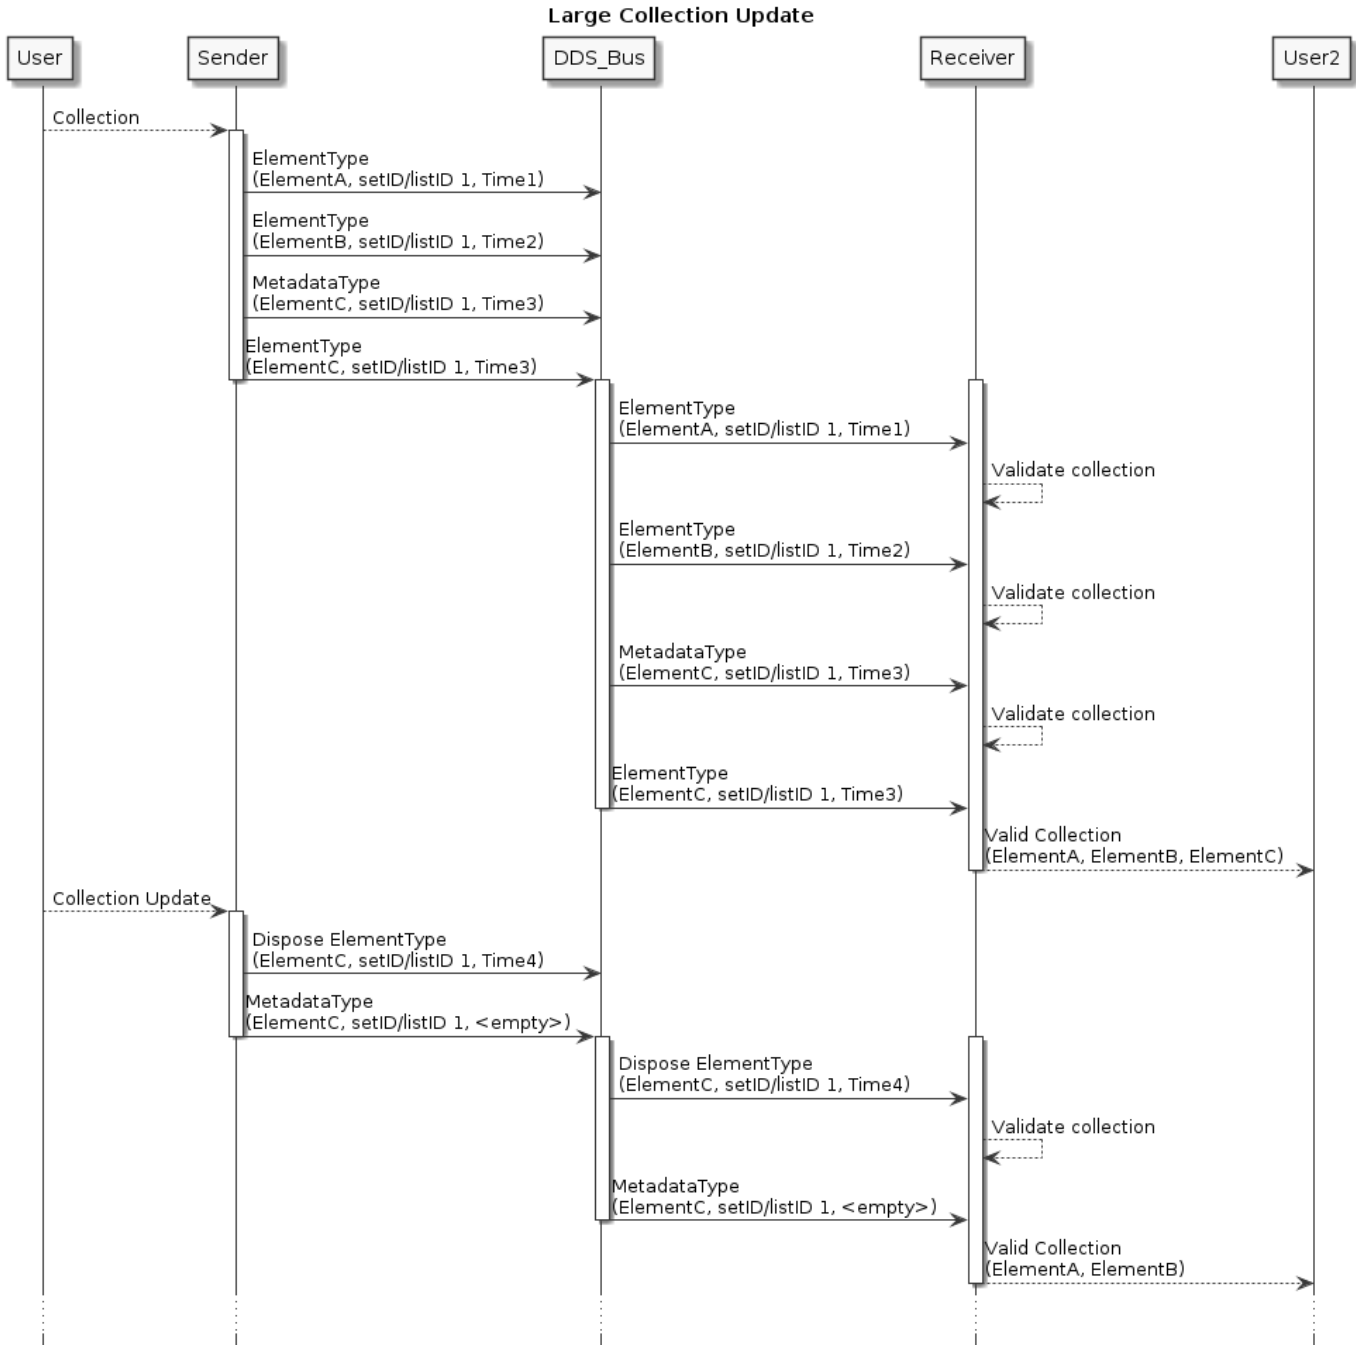 Large Collection Update
User
Sender
DDS_Bus
Receiver
User2
Collection
ElementType
(ElementA, setID/listID 1, Time1)
ElementType
(ElementB, setID/listID 1, Time2)
MetadataType
(ElementC, setID/listID 1, Time3)
ElementType
(ElementC, setID/listID 1, Time3)
ElementType
(ElementA, setID/listID 1, Time1)
Validate collection
ElementType
(ElementB, setID/listID 1, Time2)
Validate collection
MetadataType
(ElementC, setID/listID 1, Time3)
Validate collection
ElementType
(ElementC, setID/listID 1, Time3)
Valid Collection
(ElementA, ElementB, ElementC)
Collection Update
Dispose ElementType
(ElementC, setID/listID 1, Time4)
MetadataType
(ElementC, setID/listID 1, <empty>)
Dispose ElementType
(ElementC, setID/listID 1, Time4)
Validate collection
MetadataType
(ElementC, setID/listID 1, <empty>)
Valid Collection
(ElementA, ElementB)